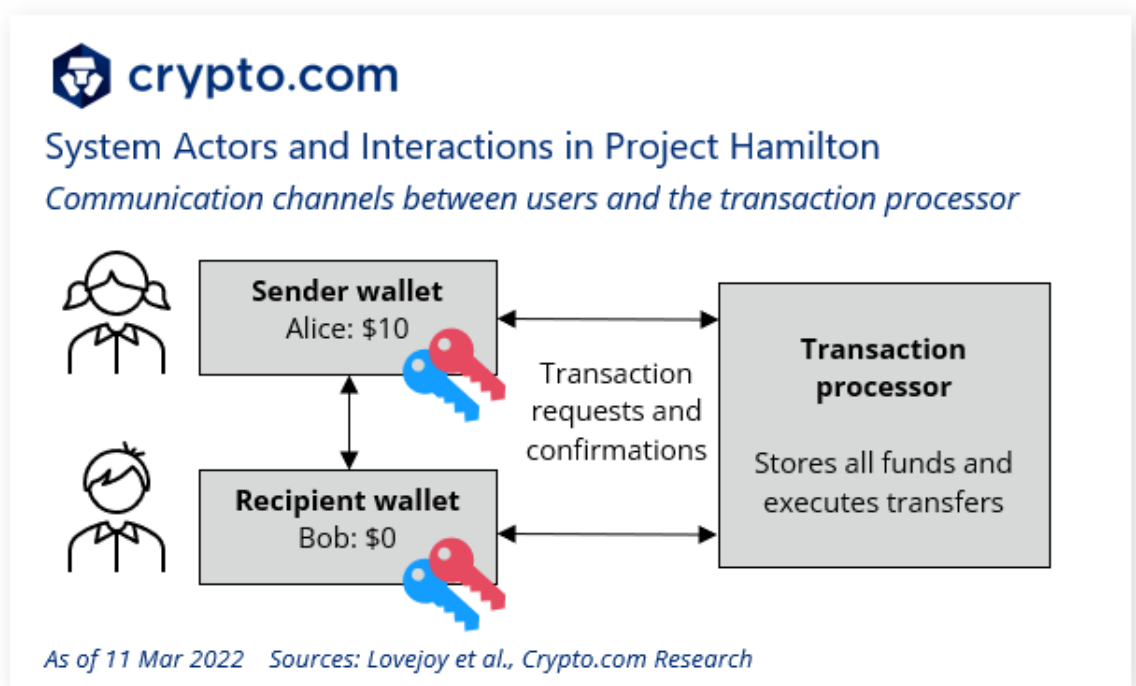 crypto.com
System Actors and Interactions in Project Hamilton
Communication channels between users and the transaction processor
Sender wallet
Alice: $10
Transaction
requests and
confirmations
Transaction
processor
Stores all funds and
executes transfers
Recipient wallet
Bob: $0
As of 11 Mar 2022 Sources: Lovejoy et al., Crypto.com Research